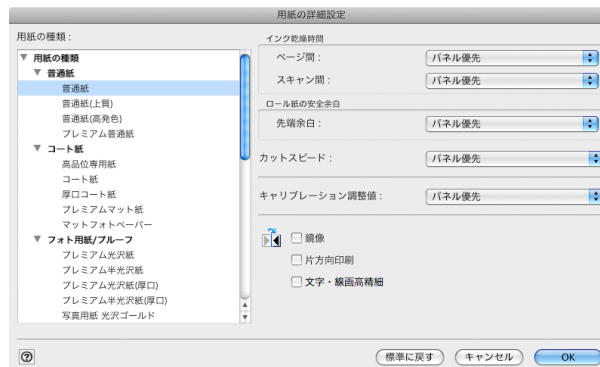 用紙の詳細設定
用紙の種類：
▼ 用紙の種類
▼ 普通紙
普通紙
普通紙(上質)
普通紙(高発色)
プレミアム普通紙
▼ コート紙
高品位専用紙
コート紙
厚口コート紙
プレミアムマット紙
マットフォトペーパー
▼ フォト用紙/プルーフ
プレミアム光沢紙
プレミアム半光沢紙
プレミアム光沢紙(厚口)
プレミアム半光沢紙(厚口)
写真用紙 光沢ゴールド
インク乾燥時間
ページ間： パネル優先
スキャン間： パネル優先
ロール紙の安全余白
先端余白： パネル優先
カットスピード： パネル優先
キャリブレーション調整値： パネル優先
鏡像
片方向印刷
文字・線画高精細
? 標準に戻す キャンセル OK